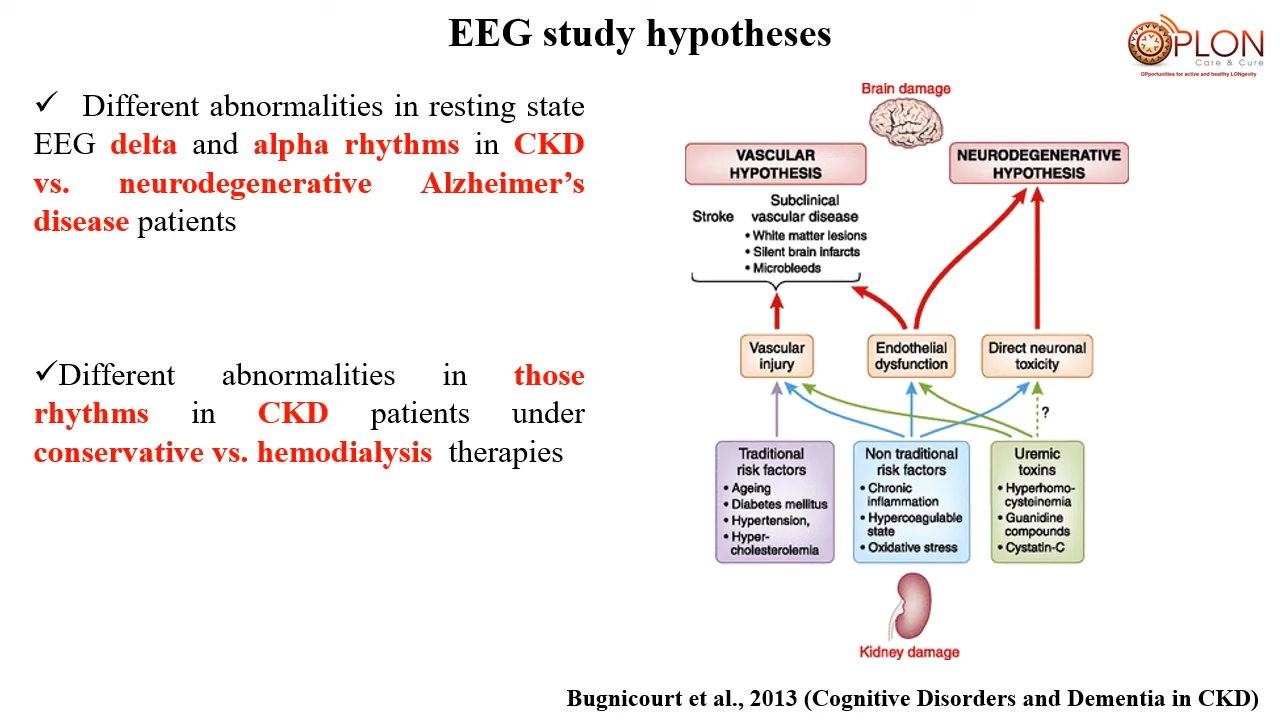 EEG study hypotheses
OPLON
Care & Cure
OPportunities for active and healthy LONgevity
✓ Different abnormalities in resting state
EEG delta and alpha rhythms in CKD
vs. neurodegenerative Alzheimer’s
disease patients
✓Different abnormalities in those
rhythms in CKD patients under
conservative vs. hemodialysis therapies
Brain damage
VASCULAR
HYPOTHESIS
NEURODEGENERATIVE
HYPOTHESIS
Stroke
Subclinical
vascular disease
• White matter lesions
• Silent brain infarcts
• Microbleeds
Vascular
injury
Endothelial
dysfunction
Direct neuronal
toxicity
?
Traditional
risk factors
• Ageing
• Diabetes mellitus
• Hypertension,
• Hyper-
cholesterolemia
Non traditional
risk factors
• Chronic
inflammation
• Hypercoagulable
state
• Oxidative stress
Uremic
toxins
• Hyperhomo-
cysteinemia
• Guanidine
compounds
• Cystatin-C
Kidney damage
Bugnicourt et al., 2013 (Cognitive Disorders and Dementia in CKD)